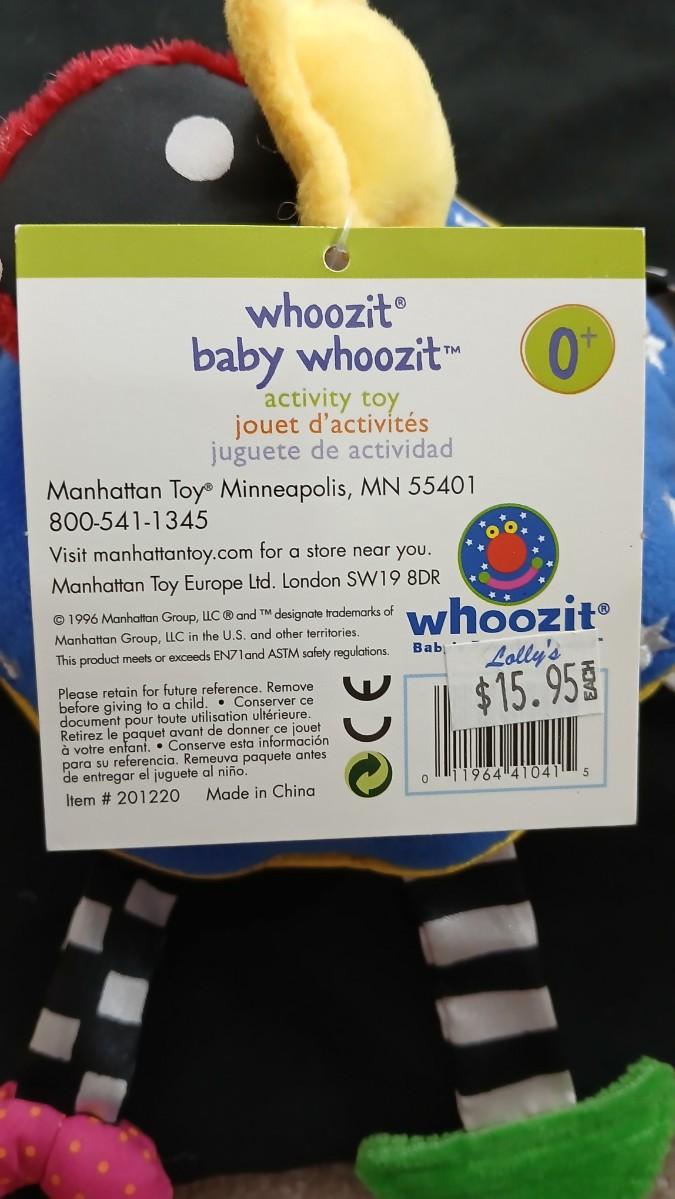 whoozit®
baby whoozit™
0+
activity toy
jouet d'activités
juguete de actividad
Manhattan Toy® Minneapolis, MN 55401
800-541-1345
Visit manhattantoy.com for a store near you.
Manhattan Toy Europe Ltd. London SW19 8DR
© 1996 Manhattan Group, LLC ® and ™ designate trademarks of
Manhattan Group, LLC in the U.S. and other territories.
This product meets or exceeds EN71and ASTM safety regulations.
whoozit®
Lolly's
$15.95 EACH
Please retain for future reference. Remove
before giving to a child. • Conserver ce
document pour toute utilisation ultérieure.
Retirez le paquet avant de donner ce jouet
à votre enfant. • Conserve esta información
para su referencia. Remeuva paquete antes
de entregar el juguete al niño.
CE
Item # 201220 Made in China
0 11964 41041 5